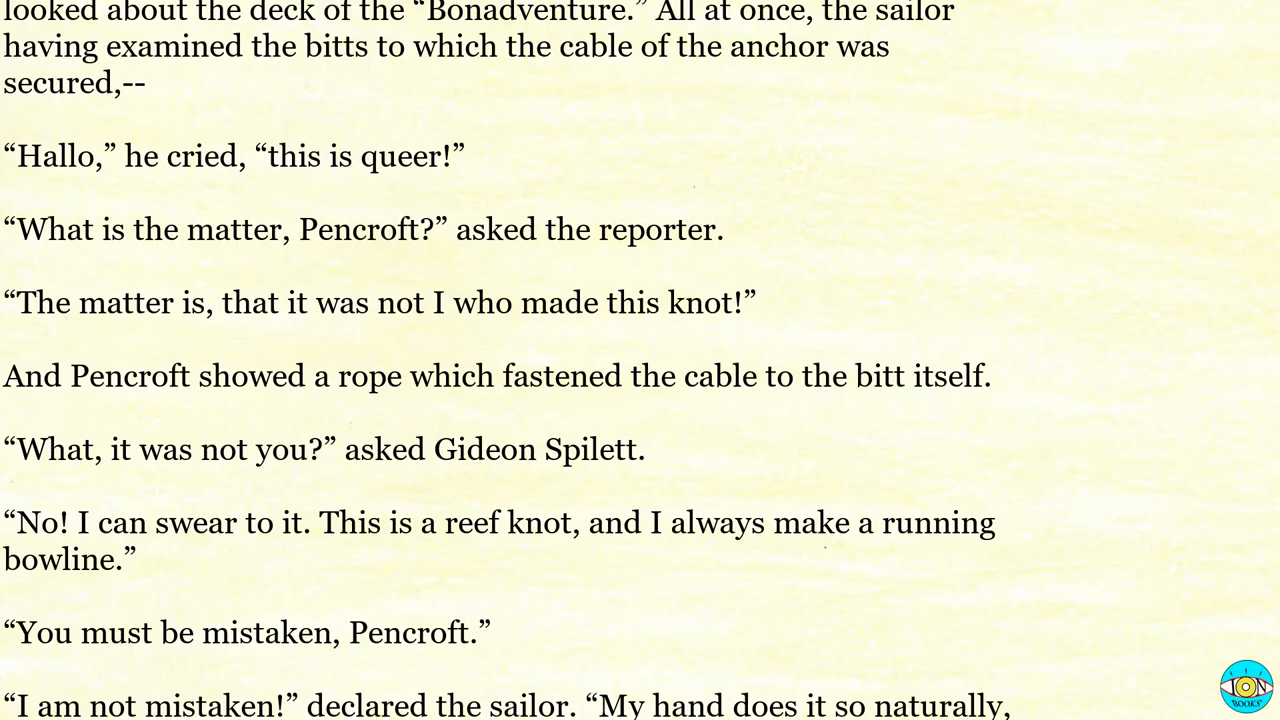 looked about the deck of the “Bonadventure.” All at once, the sailor
having examined the bitts to which the cable of the anchor was
secured,--
“Hallo,” he cried, “this is queer!”
“What is the matter, Pencroft?” asked the reporter.
“The matter is, that it was not I who made this knot!”
And Pencroft showed a rope which fastened the cable to the bitt itself.
“What, it was not you?” asked Gideon Spilett.
“No! I can swear to it. This is a reef knot, and I always make a running
bowline.”
“You must be mistaken, Pencroft.”
“I am not mistaken!” declared the sailor. “My hand does it so naturally,
ION
BOOKS